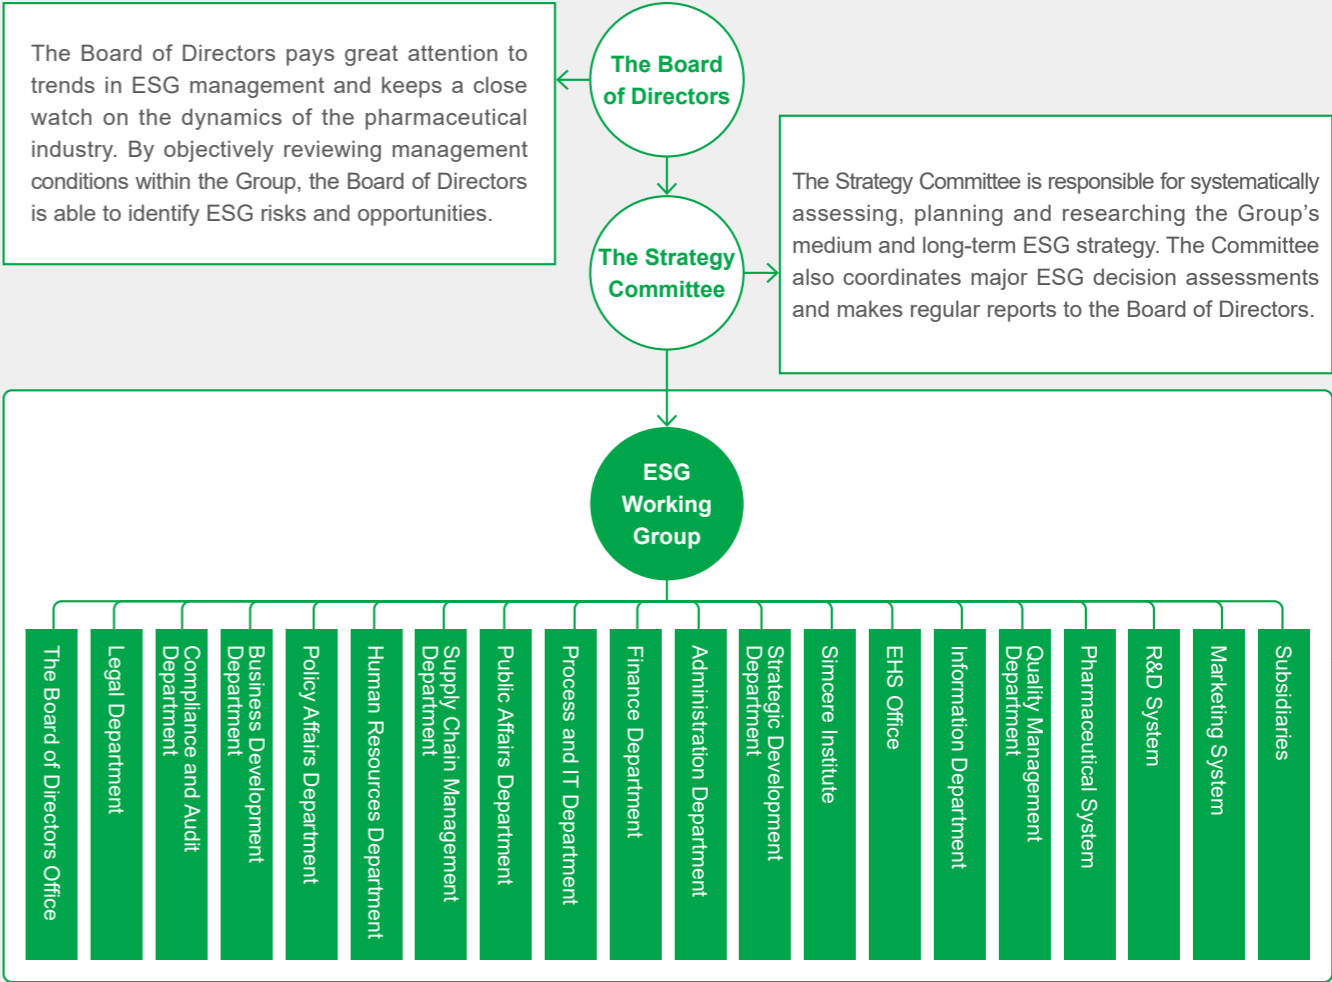 The Board of Directors pays great attention to
trends in ESG management and keeps a close
watch on the dynamics of the pharmaceutical
industry. By objectively reviewing management
conditions within the Group, the Board of Directors
is able to identify ESG risks and opportunities.
The Board
of Directors
The Strategy
Committee
The Strategy Committee is responsible for systematically
assessing, planning and researching the Group's
medium and long-term ESG strategy. The Committee
also coordinates major ESG decision assessments
and makes regular reports to the Board of Directors.
ESG
Working
Group
The Board of Directors Office
Legal Department
Compliance and Audit
Department
Business Development
Department
Policy Affairs Department
Human Resources Department
Supply Chain Management
Department
Public Affairs Department
Process and IT Department
Finance Department
Administration Department
Strategic Development
Department
Simcere Institute
EHS Office
Information Department
Quality Management
Department
Pharmaceutical System
R&D System
Marketing System
Subsidiaries